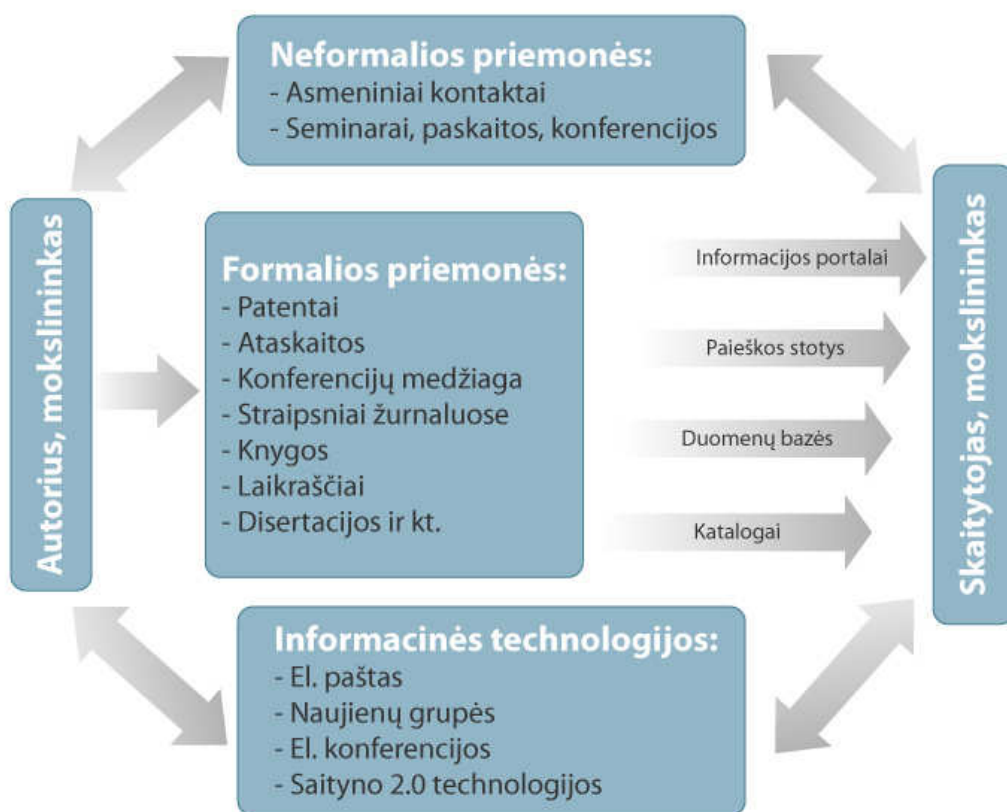 Neformalios priemonės:
- Asmeniniai kontaktai
- Seminarai, paskaitos, konferencijos
Autorius, mokslininkas
Formalios priemonės:
- Patentai
- Ataskaitos
- Konferencijų medžiaga
- Straipsniai žurnaluose
- Knygos
- Laikraščiai
- Disertacijos ir kt.
Informacijos portalai
Paieškos stotys
Duomenų bazės
Katalogai
Skaitytojas, mokslininkas
Informacinės technologijos:
- El. paštas
- Naujienų grupės
- El. konferencijos
- Saityno 2.0 technologijos